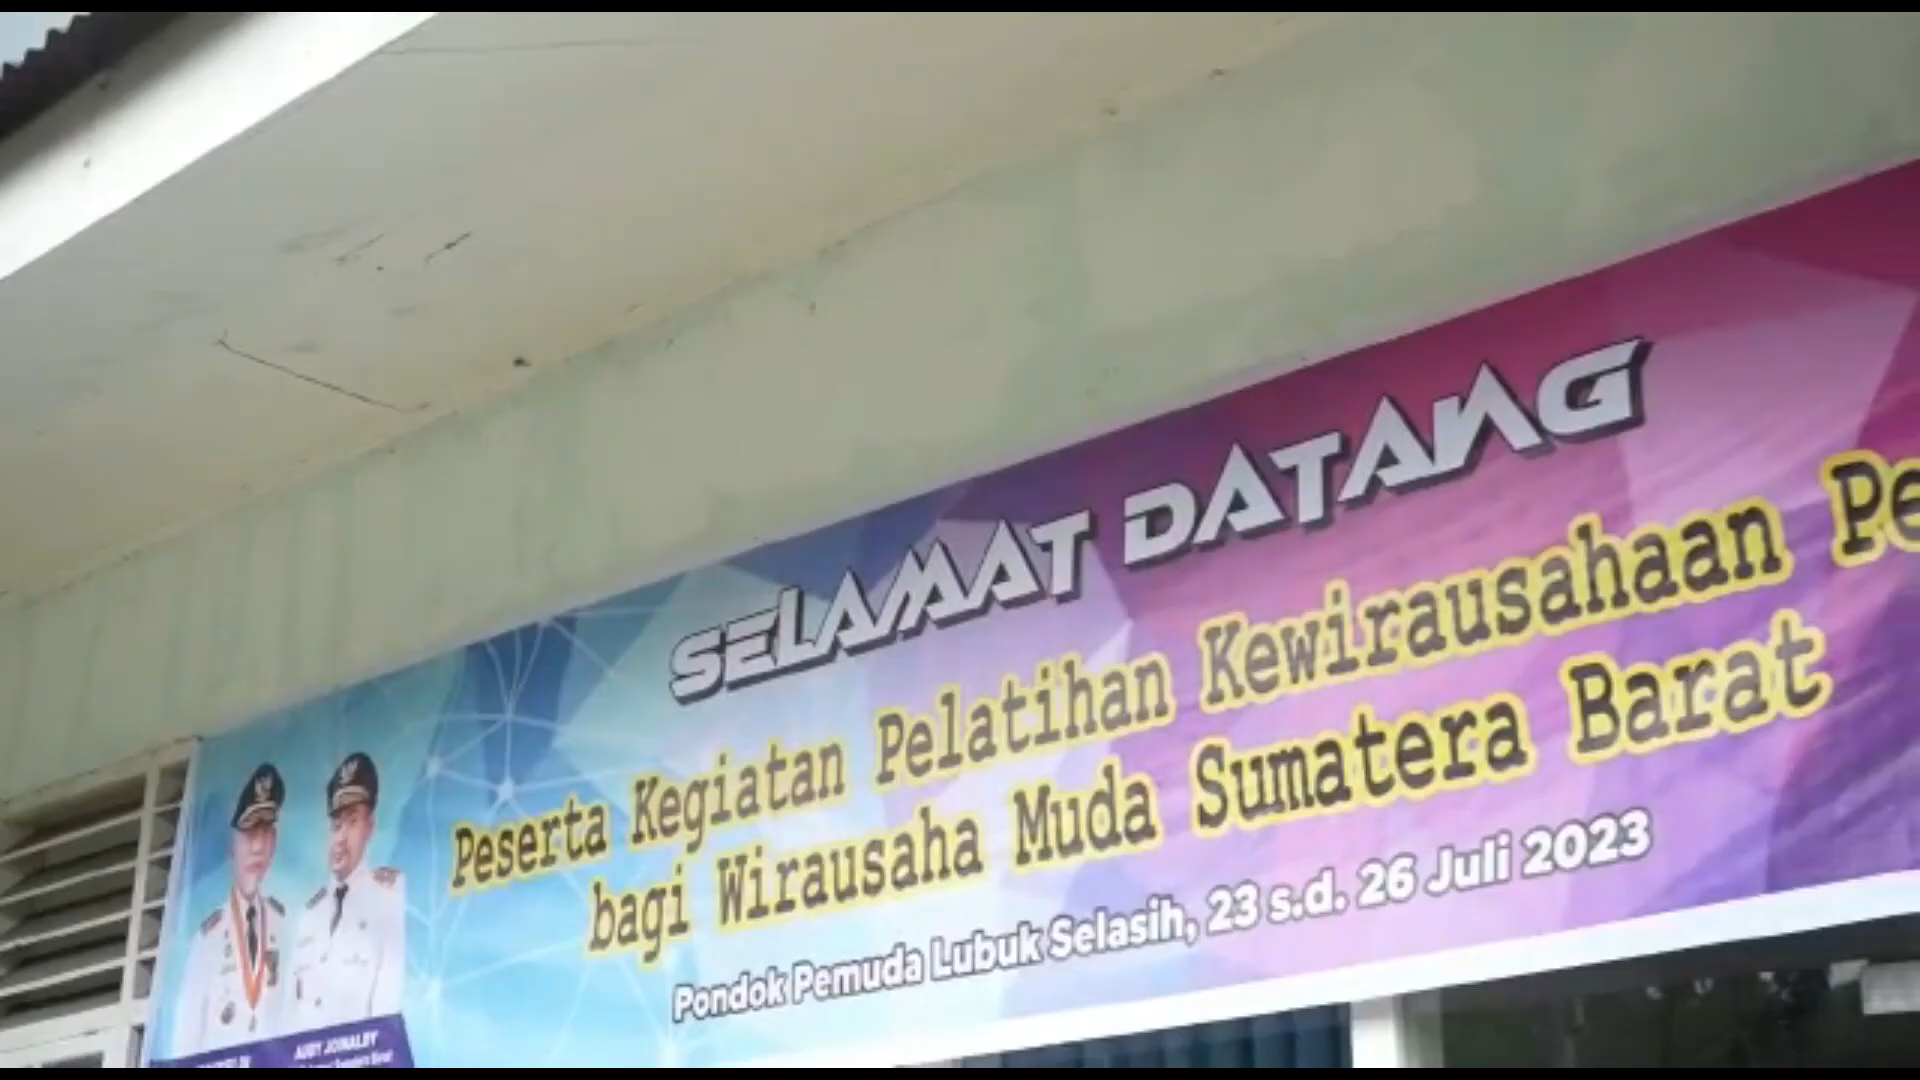 SELAMAT DATANG
Peserta Kegiatan Pelatihan Kewirausahaan Pe
bagi Wirausaha Muda Sumatera Barat
Pondok Pemuda Lubuk Selasih, 23 s.d. 26 Juli 2023
AUDY JOINALDY